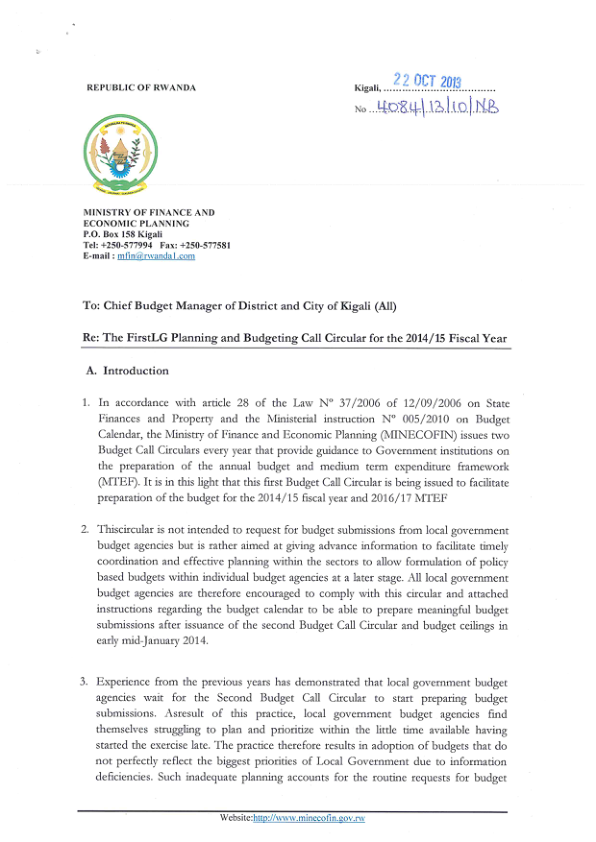 REPUBLIC OF RWANDA
Kigali, 22 OCT 2013
No 4084/13/10/NB
MINISTRY OF FINANCE AND
ECONOMIC PLANNING
P.O. Box 158 Kigali
Tel: +250-577994 Fax: +250-577581
E-mail : mfin@rwanda1.com
To: Chief Budget Manager of District and City of Kigali (All)
Re: The FirstLG Planning and Budgeting Call Circular for the 2014/15 Fiscal Year
A. Introduction
1. In accordance with article 28 of the Law Nº 37/2006 of 12/09/2006 on State
Finances and Property and the Ministerial instruction Nº 005/2010 on Budget
Calendar, the Ministry of Finance and Economic Planning (MINECOFIN) issues two
Budget Call Circulars every year that provide guidance to Government institutions on
the preparation of the annual budget and medium term expenditure framework
(MTEF). It is in this light that this first Budget Call Circular is being issued to facilitate
preparation of the budget for the 2014/15 fiscal year and 2016/17 MTEF
2. Thiscircular is not intended to request for budget submissions from local government
budget agencies but is rather aimed at giving advance information to facilitate timely
coordination and effective planning within the sectors to allow formulation of policy
based budgets within individual budget agencies at a later stage. All local government
budget agencies are therefore encouraged to comply with this circular and attached
instructions regarding the budget calendar to be able to prepare meaningful budget
submissions after issuance of the second Budget Call Circular and budget ceilings in
early mid-January 2014.
3. Experience from the previous years has demonstrated that local government budget
agencies wait for the Second Budget Call Circular to start preparing budget
submissions. Asresult of this practice, local government budget agencies find
themselves struggling to plan and prioritize within the little time available having
started the exercise late. The practice therefore results in adoption of budgets that do
not perfectly reflect the biggest priorities of Local Government due to information
deficiencies. Such inadequate planning accounts for the routine requests for budget
Website:http://www.minecofin.gov.rw